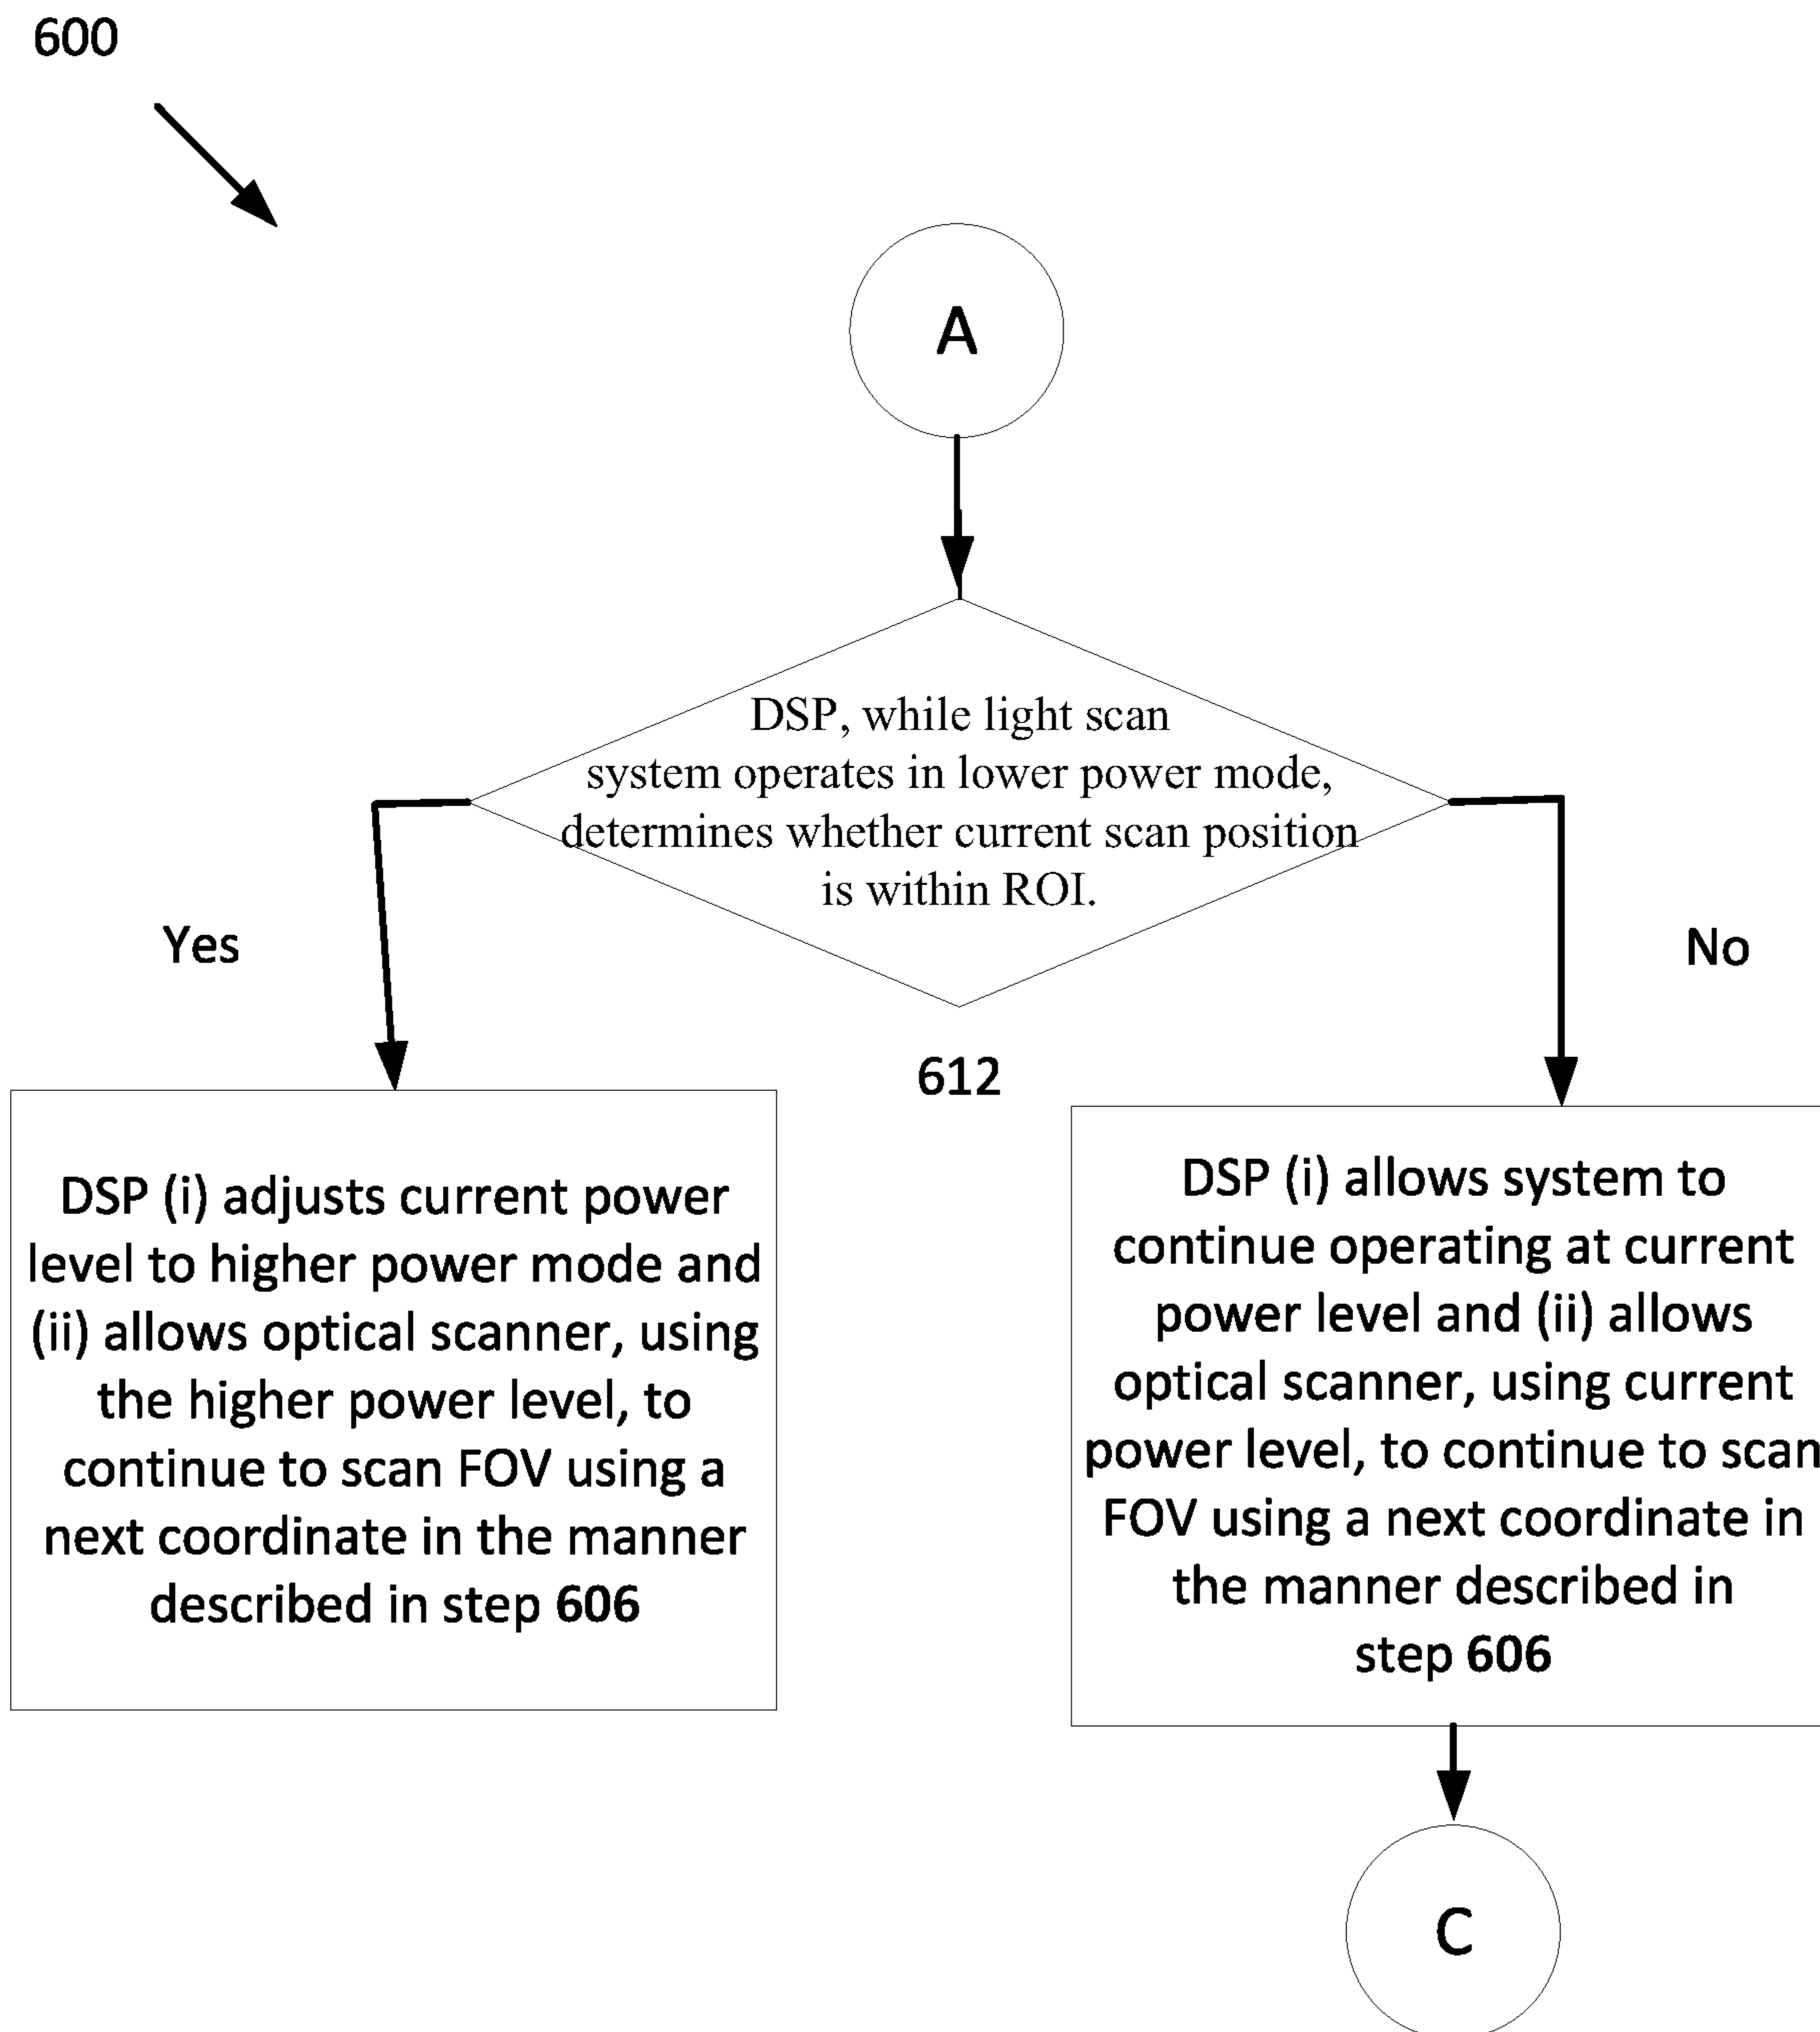 600
A
DSP, while light scan
system operates in lower power mode,
determines whether current scan position
is within ROI.
Yes
No
612
DSP (i) adjusts current power
level to higher power mode and
(ii) allows optical scanner, using
the higher power level, to
continue to scan FOV using a
next coordinate in the manner
described in step 606
DSP (i) allows system to
continue operating at current
power level and (ii) allows
optical scanner, using current
power level, to continue to scan
FOV using a next coordinate in
the manner described in
step 606
C